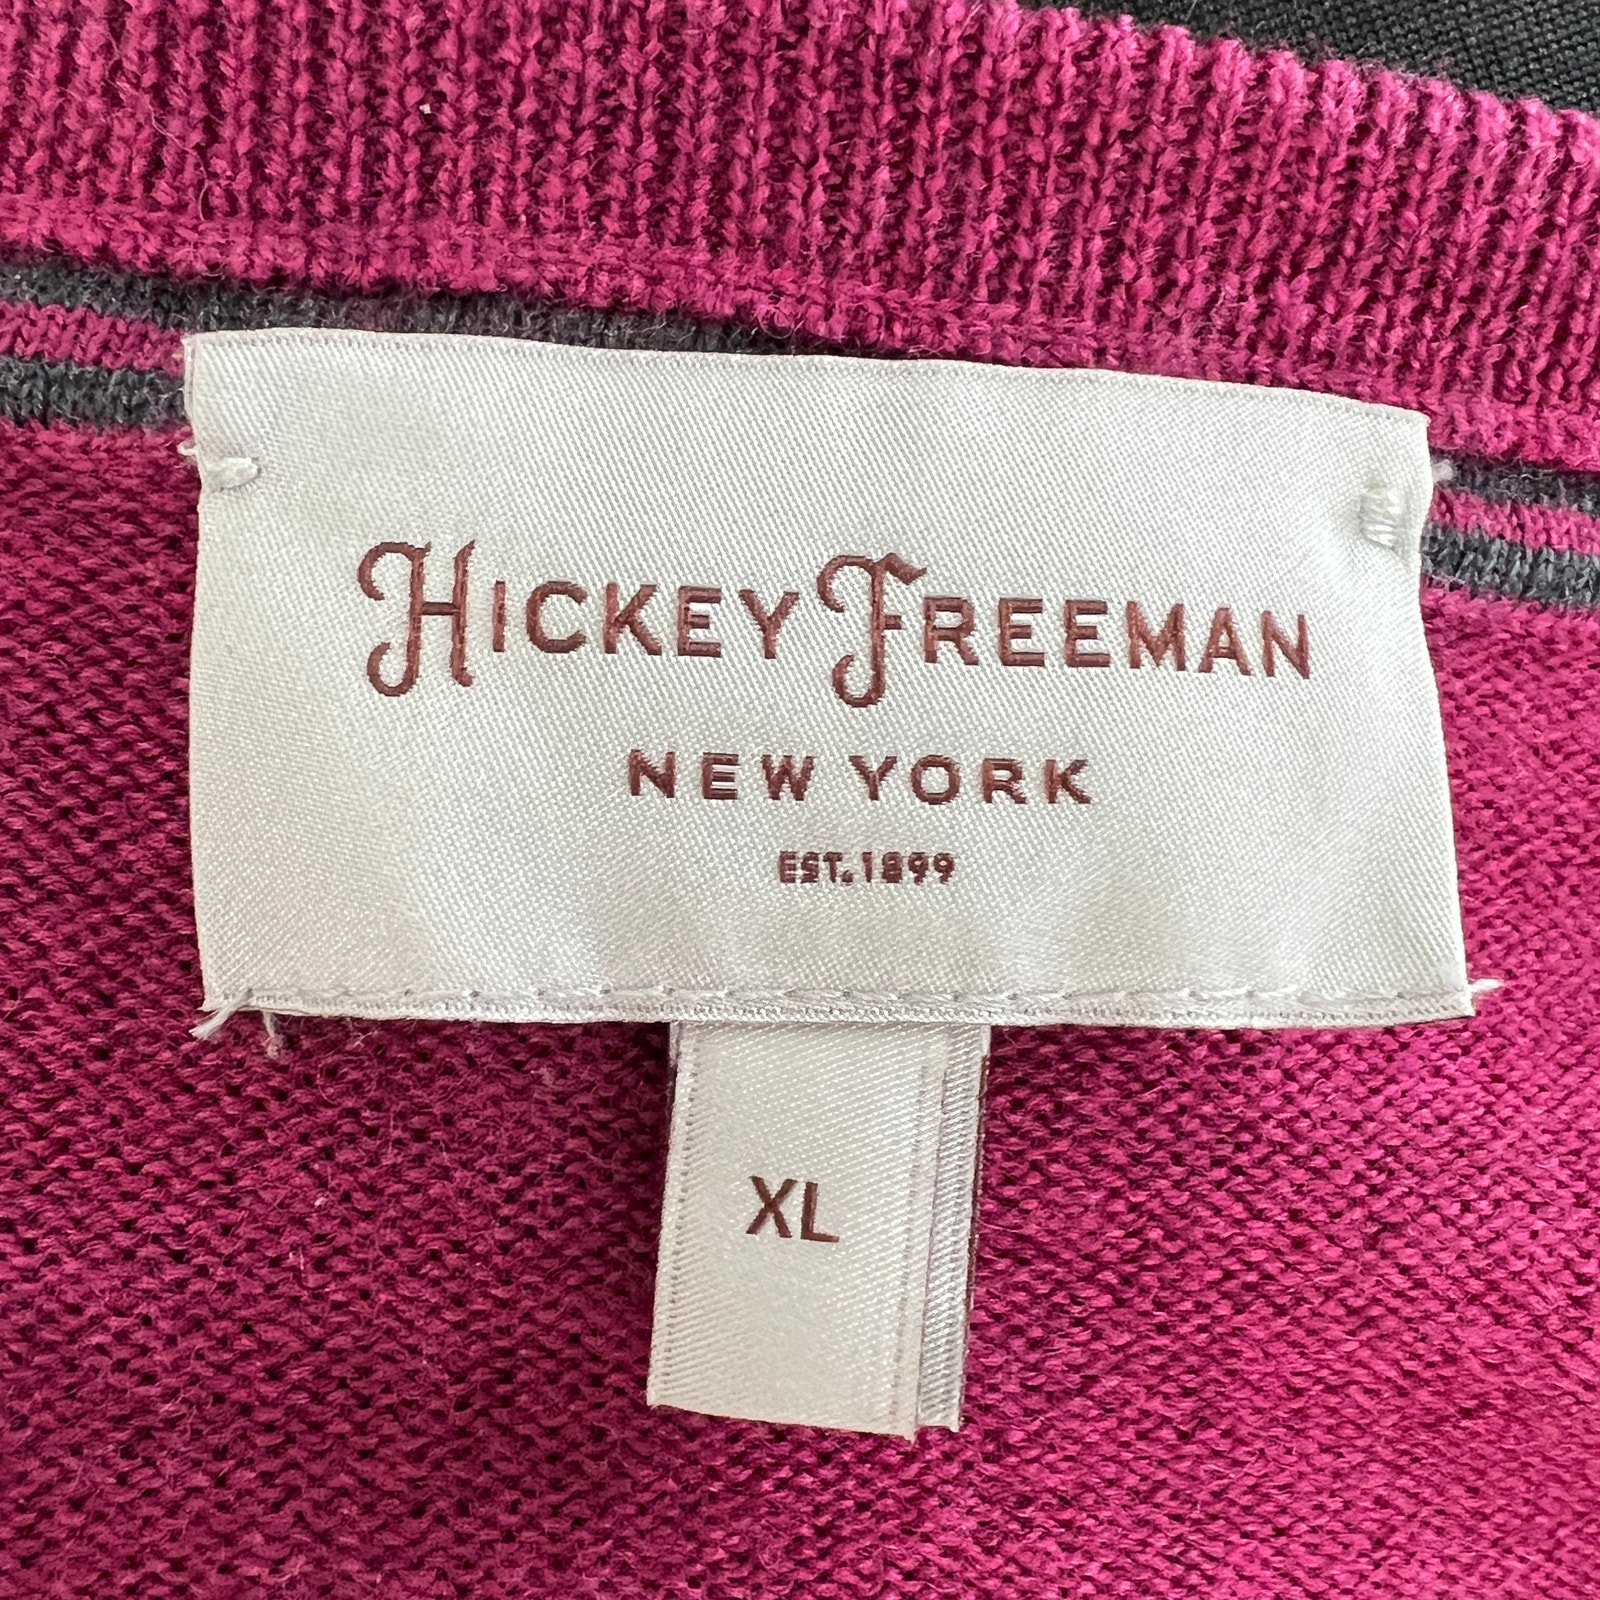 HICKEY FREEMAN
NEW YORK
EST.1899
XL